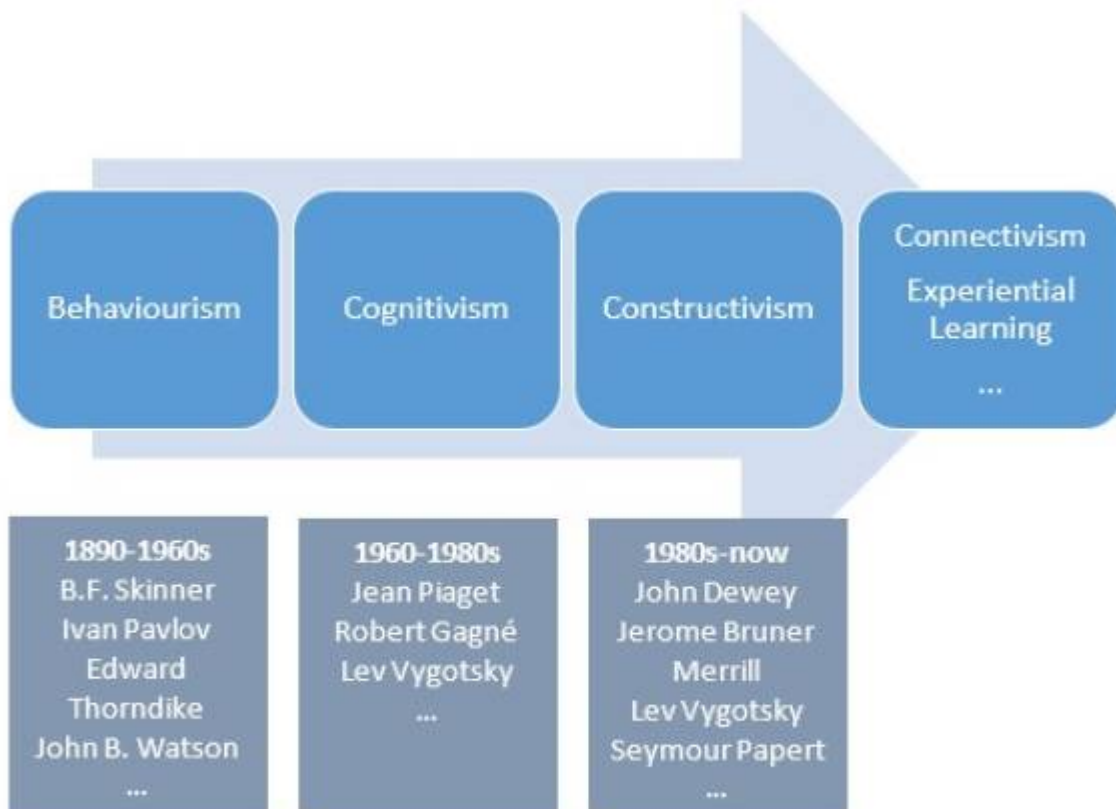 Behaviourism
Cognitivism
Constructivism
Connectivism
Experiential
Learning
...
1890-1960s
B.F. Skinner
Ivan Pavlov
Edward
Thorndike
John B. Watson
...
1960-1980s
Jean Piaget
Robert Gagné
Lev Vygotsky
...
1980s-now
John Dewey
Jerome Bruner
Merrill
Lev Vygotsky
Seymour Papert
...